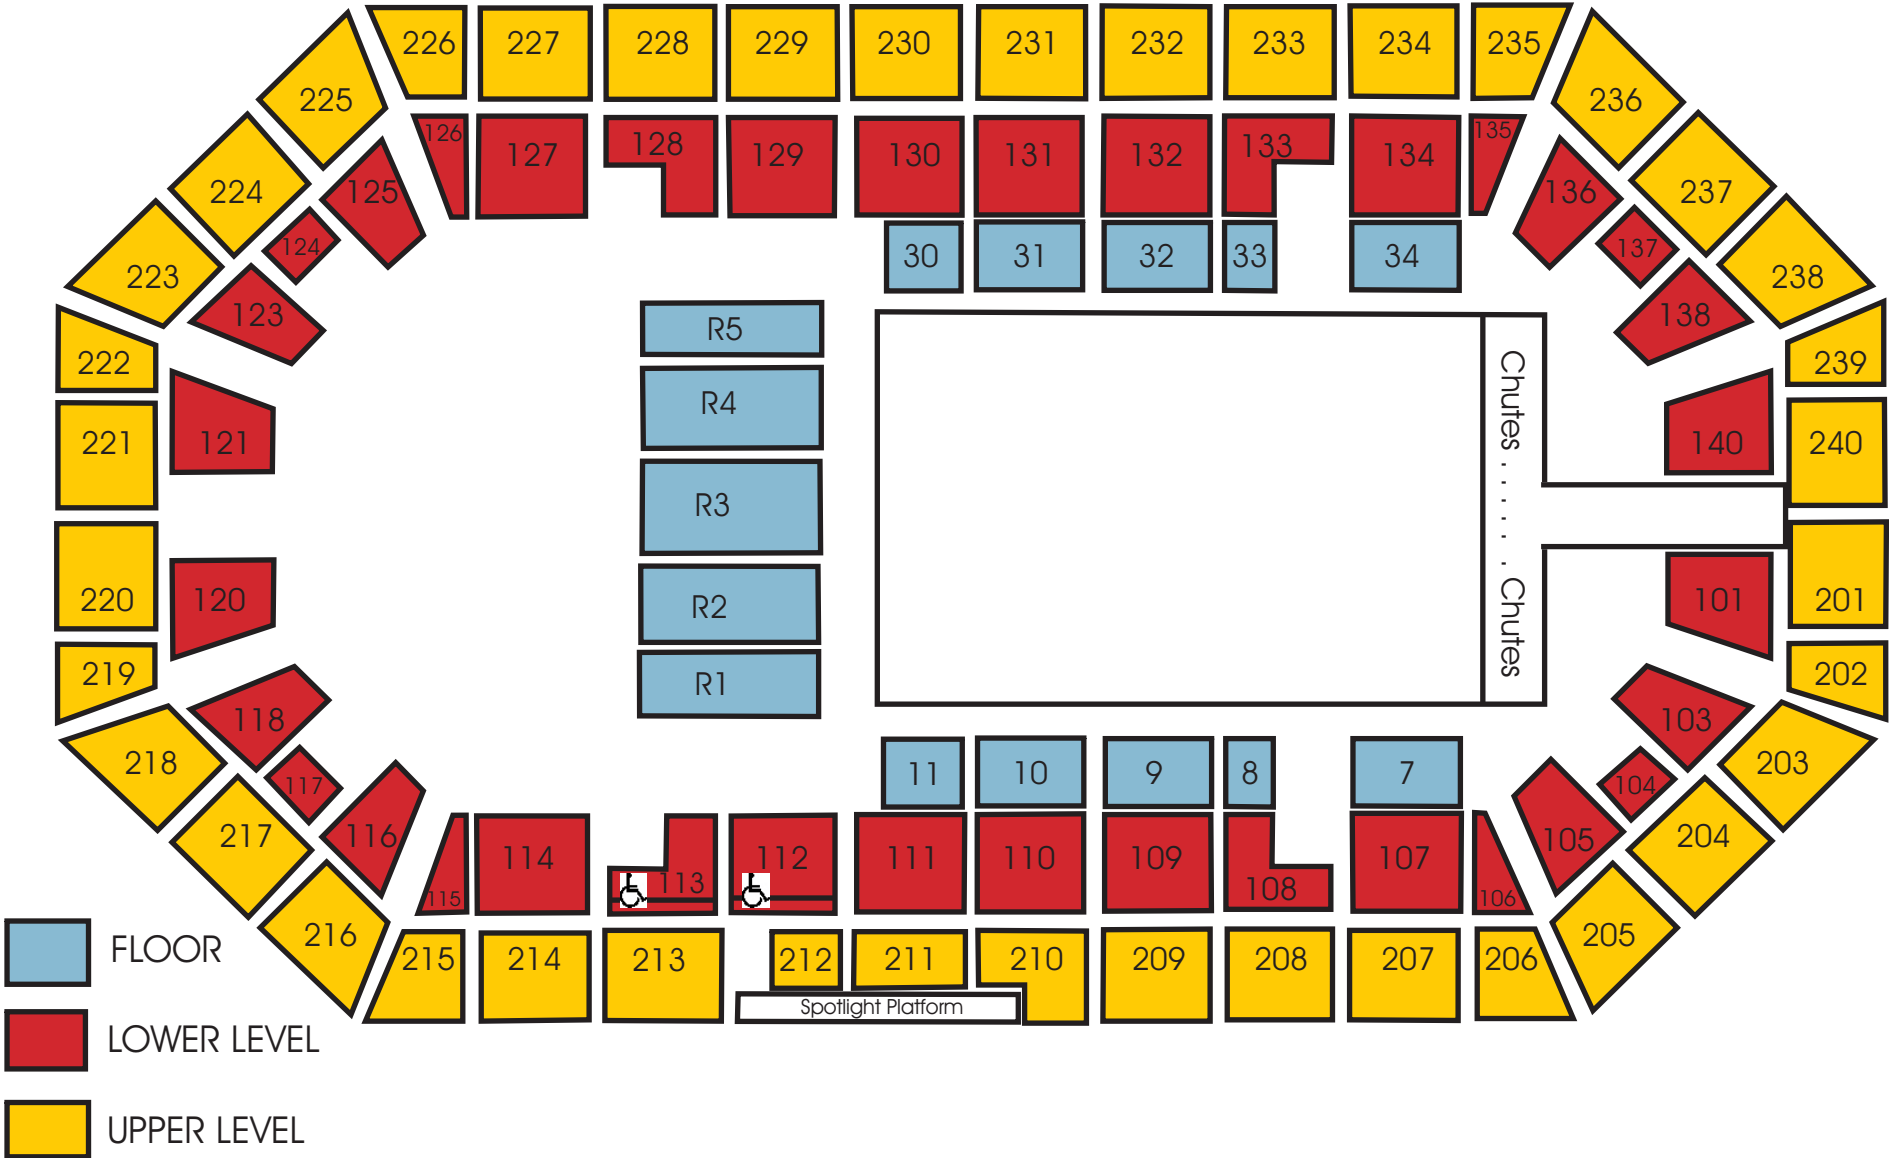 226 227 228 229 230 231 232 233 234 235
225 236
126 127 128 129 130 131 132 133 134 135
224 125 136 237
124 137
223 30 31 32 33 34 238
123 138
R5
222 239
R4
Chutes . . . . . . Chutes
221 121 140 240
R3
220 120 101 201
R2
219 R1 202
118 103
218 11 10 9 8 7 203
117 104
217 116 105 204
114 113 112 111 110 109 108 107
115 106
216 205
215 214 213 212 211 210 209 208 207 206
Spotlight Platform
FLOOR
LOWER LEVEL
UPPER LEVEL